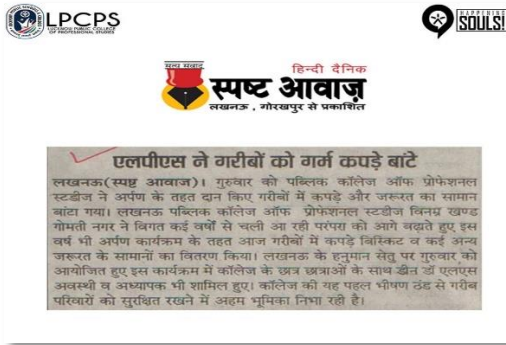 LPCPS
LUCKNOW PUBLIC COLLEGE
OF PROFESSIONAL STUDIES
HAPPENING
SOULS!
सत्य सवांद
हिन्दी दैनिक
स्पष्ट आवाज़
लखनऊ , गोरखपुर से प्रकाशित
एलपीएस ने गरीबों को गर्म कपड़े बांटे
लखनऊ(स्पष्ट आवाज)। गुरुवार को पब्लिक कॉलेज ऑफ प्रोफेशनल
स्टडीज ने अर्पण के तहत दान किए गरीबों में कपड़े और जरूरत का सामान
बांटा गया। लखनऊ पब्लिक कॉलेज ऑफ प्रोफेशनल स्टडीज विनम्र खण्ड
गोमती नगर ने विगत कई वर्षों से चली आ रही परंपरा को आगे बढ़ाते हुए इस
वर्ष भी अर्पण कार्यक्रम के तहत आज गरीबों में कपड़े बिस्किट व कई अन्य
जरूरत के सामानों का वितरण किया। लखनऊ के हनुमान सेतु पर गुरुवार को
आयोजित हुए इस कार्यक्रम में कॉलेज के छात्र छात्राओं के साथ डीन डॉ एलएस
अवस्थी व अध्यापक भी शामिल हुए। कॉलेज की यह पहल भीषण ठंड से गरीब
परिवारों को सुरक्षित रखने में अहम भूमिका निभा रही है।